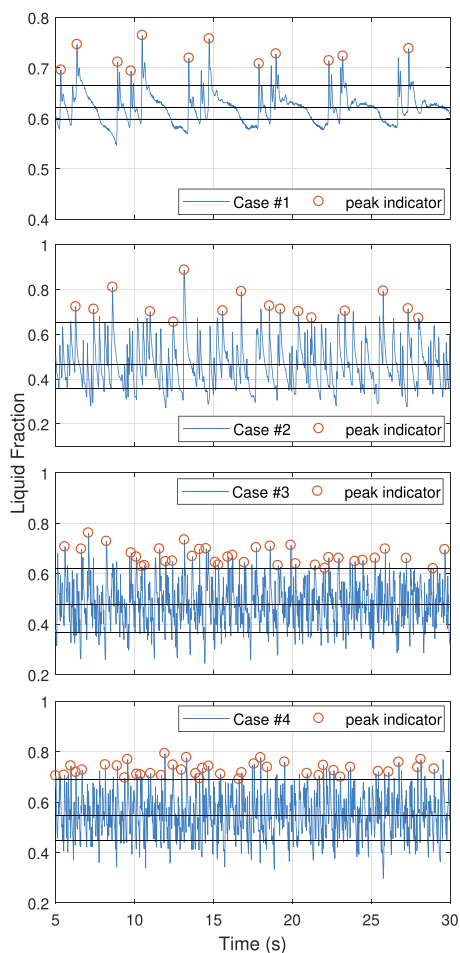 0.8
0.7
0.6
0.5
0.4
Case #1 peak indicator
1
0.8
0.6
0.4
0.2
Case #2 peak indicator
Liquid Fraction
1
0.8
0.6
0.4
0.2
Case #3 peak indicator
1
0.8
0.6
0.4
0.2
Case #4 peak indicator
5 10 15 20 25 30
Time (s)